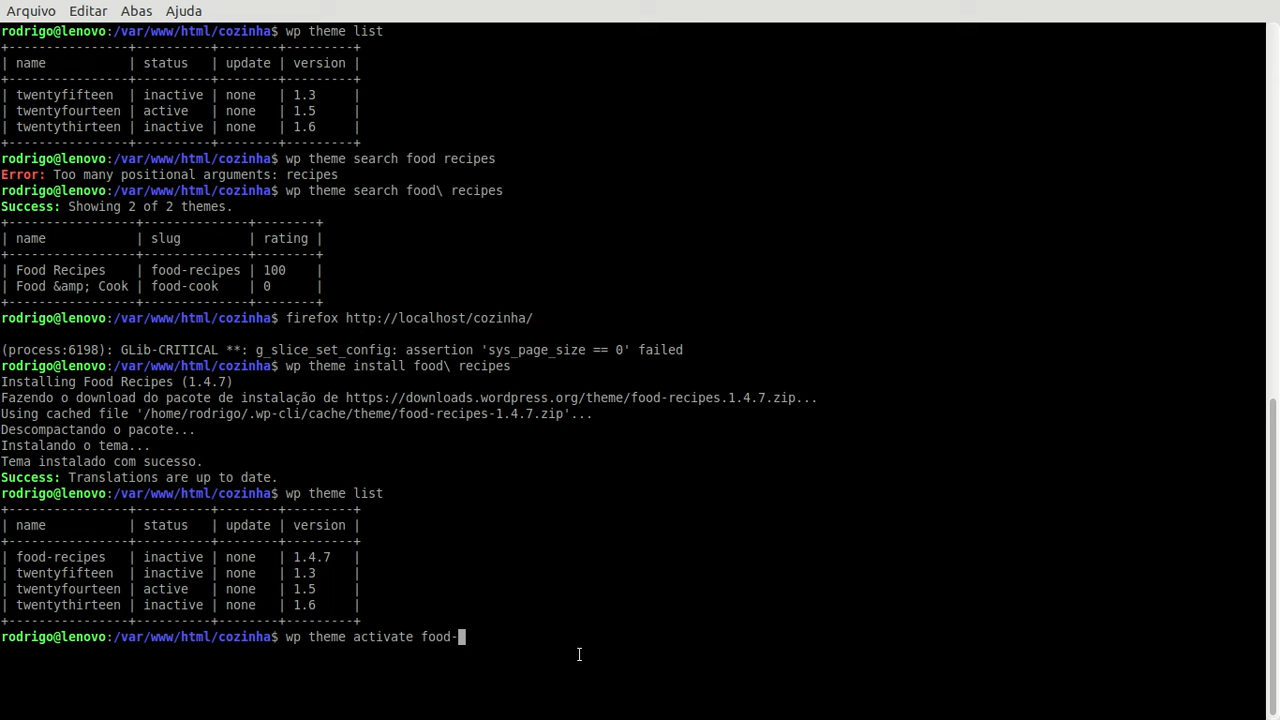 Arquivo Editar Abas Ajuda
rodrigo@lenovo:/var/www/html/cozinha$ wp theme list
+----------------+----------+--------+---------+
| name           | status   | update | version |
+----------------+----------+--------+---------+
| twentyfifteen  | inactive | none   | 1.3     |
| twentyfourteen | active   | none   | 1.5     |
| twentythirteen | inactive | none   | 1.6     |
+----------------+----------+--------+---------+
rodrigo@lenovo:/var/www/html/cozinha$ wp theme search food recipes
Error: Too many positional arguments: recipes
rodrigo@lenovo:/var/www/html/cozinha$ wp theme search food\ recipes
Success: Showing 2 of 2 themes.
+-----------------+--------------+--------+
| name            | slug         | rating |
+-----------------+--------------+--------+
| Food Recipes    | food-recipes | 100    |
| Food &amp; Cook | food-cook    | 0      |
+-----------------+--------------+--------+
rodrigo@lenovo:/var/www/html/cozinha$ firefox http://localhost/cozinha/
(process:6198): GLib-CRITICAL **: g_slice_set_config: assertion 'sys_page_size == 0' failed
rodrigo@lenovo:/var/www/html/cozinha$ wp theme install food\ recipes
Installing Food Recipes (1.4.7)
Fazendo o download do pacote de instalação de https://downloads.wordpress.org/theme/food-recipes.1.4.7.zip...
Using cached file '/home/rodrigo/.wp-cli/cache/theme/food-recipes-1.4.7.zip'...
Descompactando o pacote...
Instalando o tema...
Tema instalado com sucesso.
Success: Translations are up to date.
rodrigo@lenovo:/var/www/html/cozinha$ wp theme list
+----------------+----------+--------+---------+
| name           | status   | update | version |
+----------------+----------+--------+---------+
| food-recipes   | inactive | none   | 1.4.7   |
| twentyfifteen  | inactive | none   | 1.3     |
| twentyfourteen | active   | none   | 1.5     |
| twentythirteen | inactive | none   | 1.6     |
+----------------+----------+--------+---------+
rodrigo@lenovo:/var/www/html/cozinha$ wp theme activate food-